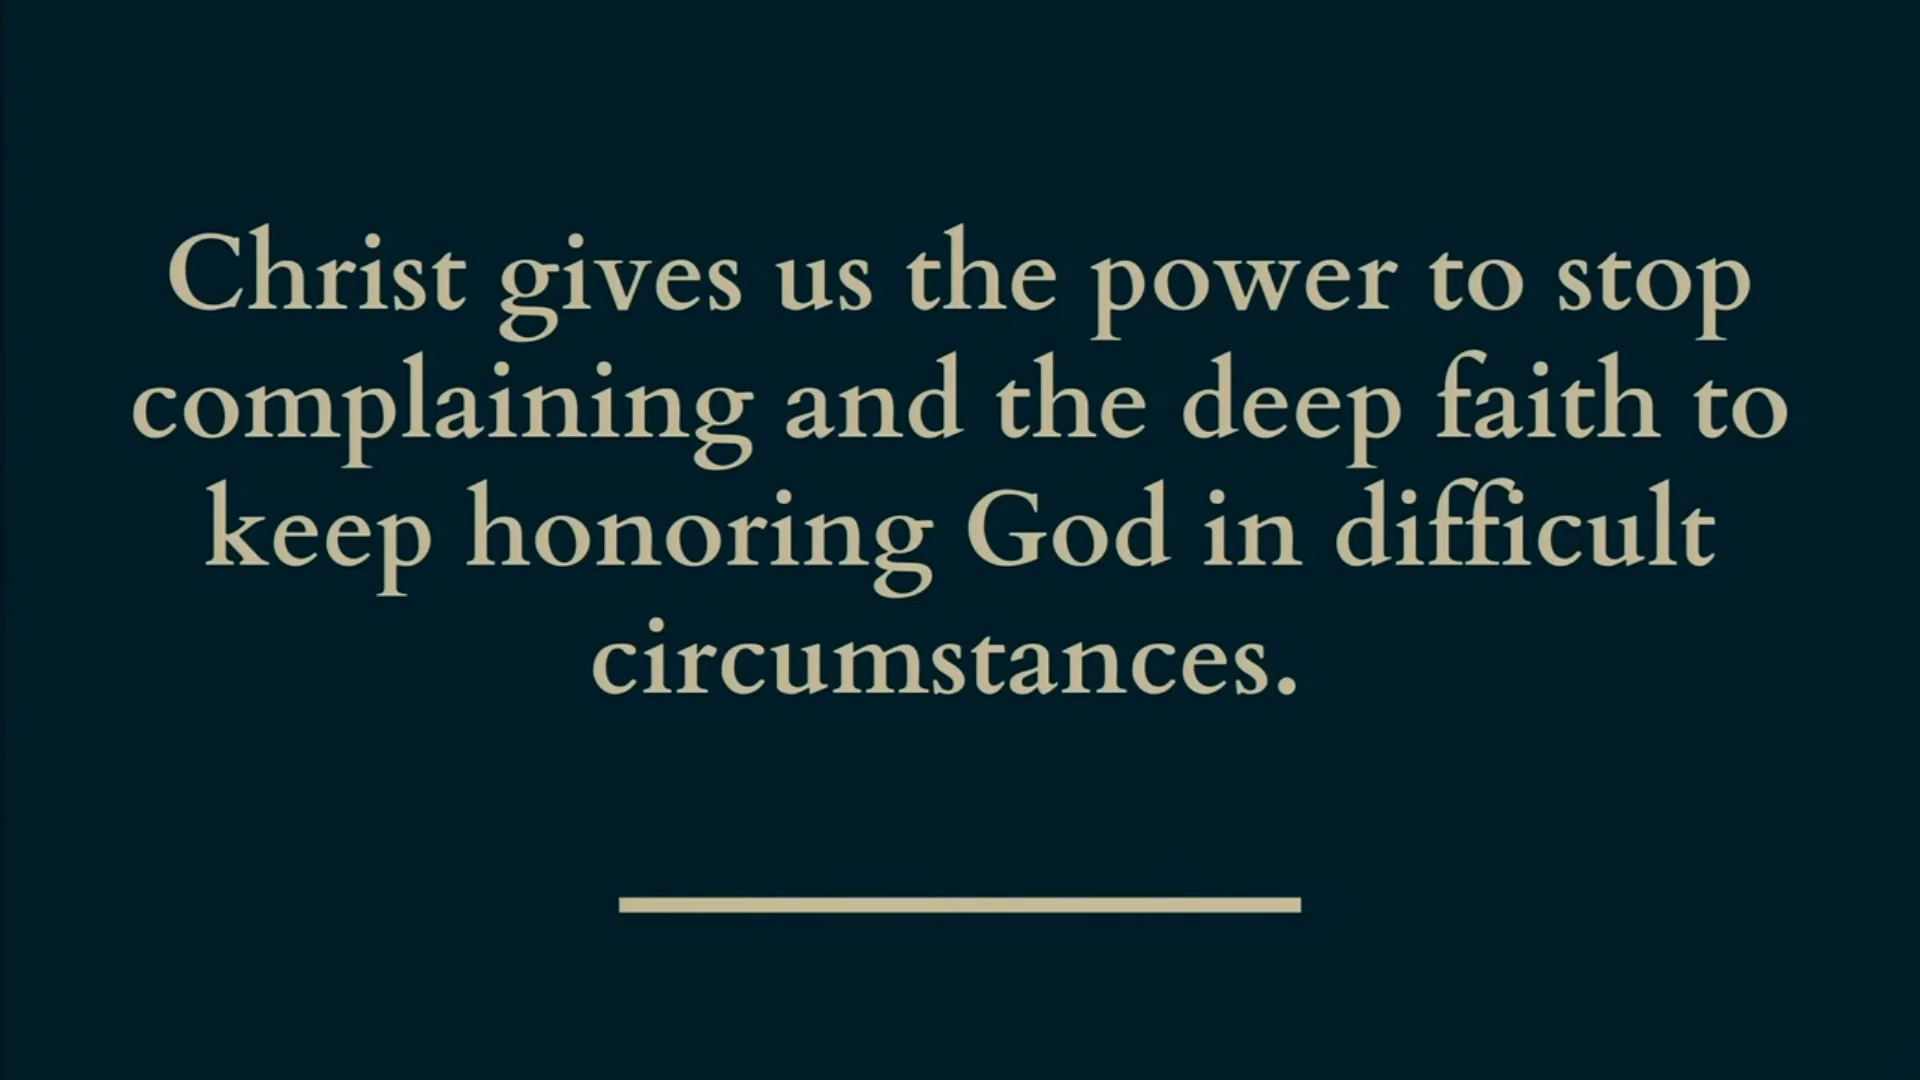 Christ gives us the power to stop
complaining and the deep faith to
keep honoring God in difficult
circumstances.